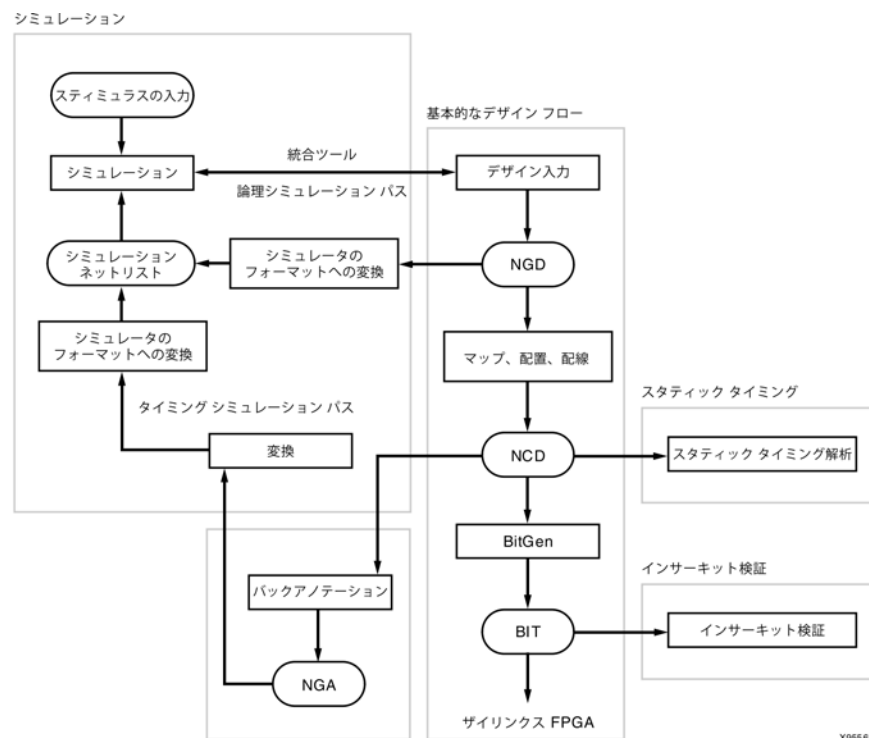 シミュレーション
スティミュラスの入力
シミュレーション
統合ツール
論理シミュレーション パス
シミュレーション
ネットリスト
シミュレータの
フォーマットへの変換
シミュレータの
フォーマットへの変換
タイミング シミュレーション パス
変換
バックアノテーション
NGA
基本的なデザイン フロー
デザイン入力
NGD
マップ、配置、配線
NCD
BitGen
BIT
ザイリンクス FPGA
スタティック タイミング
スタティック タイミング解析
インサーキット検証
インサーキット検証